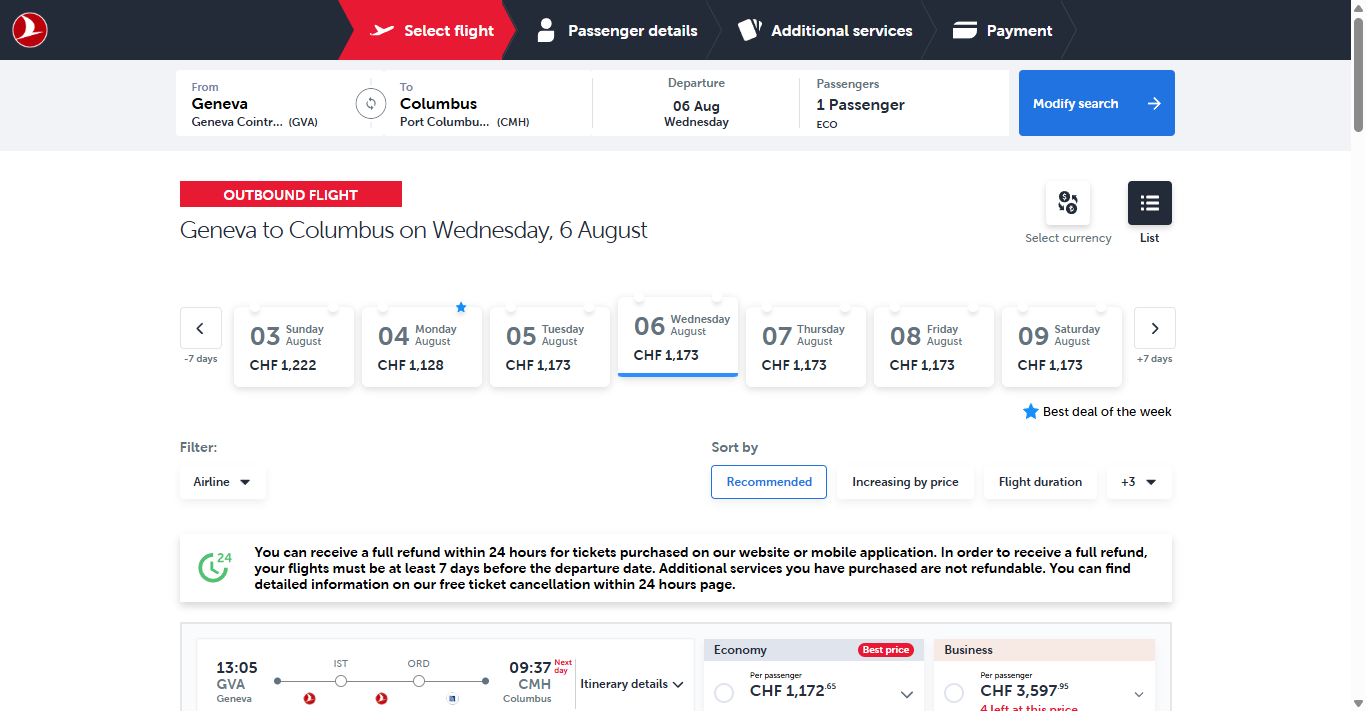 Select flight
Passenger details
Additional services
Payment
From
Geneva
Geneva Cointr... (GVA)
To
Columbus
Port Columbu... (CMH)
Departure
06 Aug
Wednesday
Passengers
1 Passenger
ECO
Modify search
OUTBOUND FLIGHT
Geneva to Columbus on Wednesday, 6 August
Select currency
List
-7 days
03 Sunday August
CHF 1,222
04 Monday August
CHF 1,128
05 Tuesday August
CHF 1,173
06 Wednesday August
CHF 1,173
07 Thursday August
CHF 1,173
08 Friday August
CHF 1,173
09 Saturday August
CHF 1,173
+7 days
Best deal of the week
Filter:
Airline
Sort by
Recommended
Increasing by price
Flight duration
+3
24
You can receive a full refund within 24 hours for tickets purchased on our website or mobile application. In order to receive a full refund,
your flights must be at least 7 days before the departure date. Additional services you have purchased are not refundable. You can find
detailed information on our free ticket cancellation within 24 hours page.
13:05
GVA
Geneva
IST
ORD
09:37 Next day
CMH
Columbus
Itinerary details
Economy
Best price
Per passenger
CHF 1,172.65
Business
Per passenger
CHF 3,597.95
4 left at this price